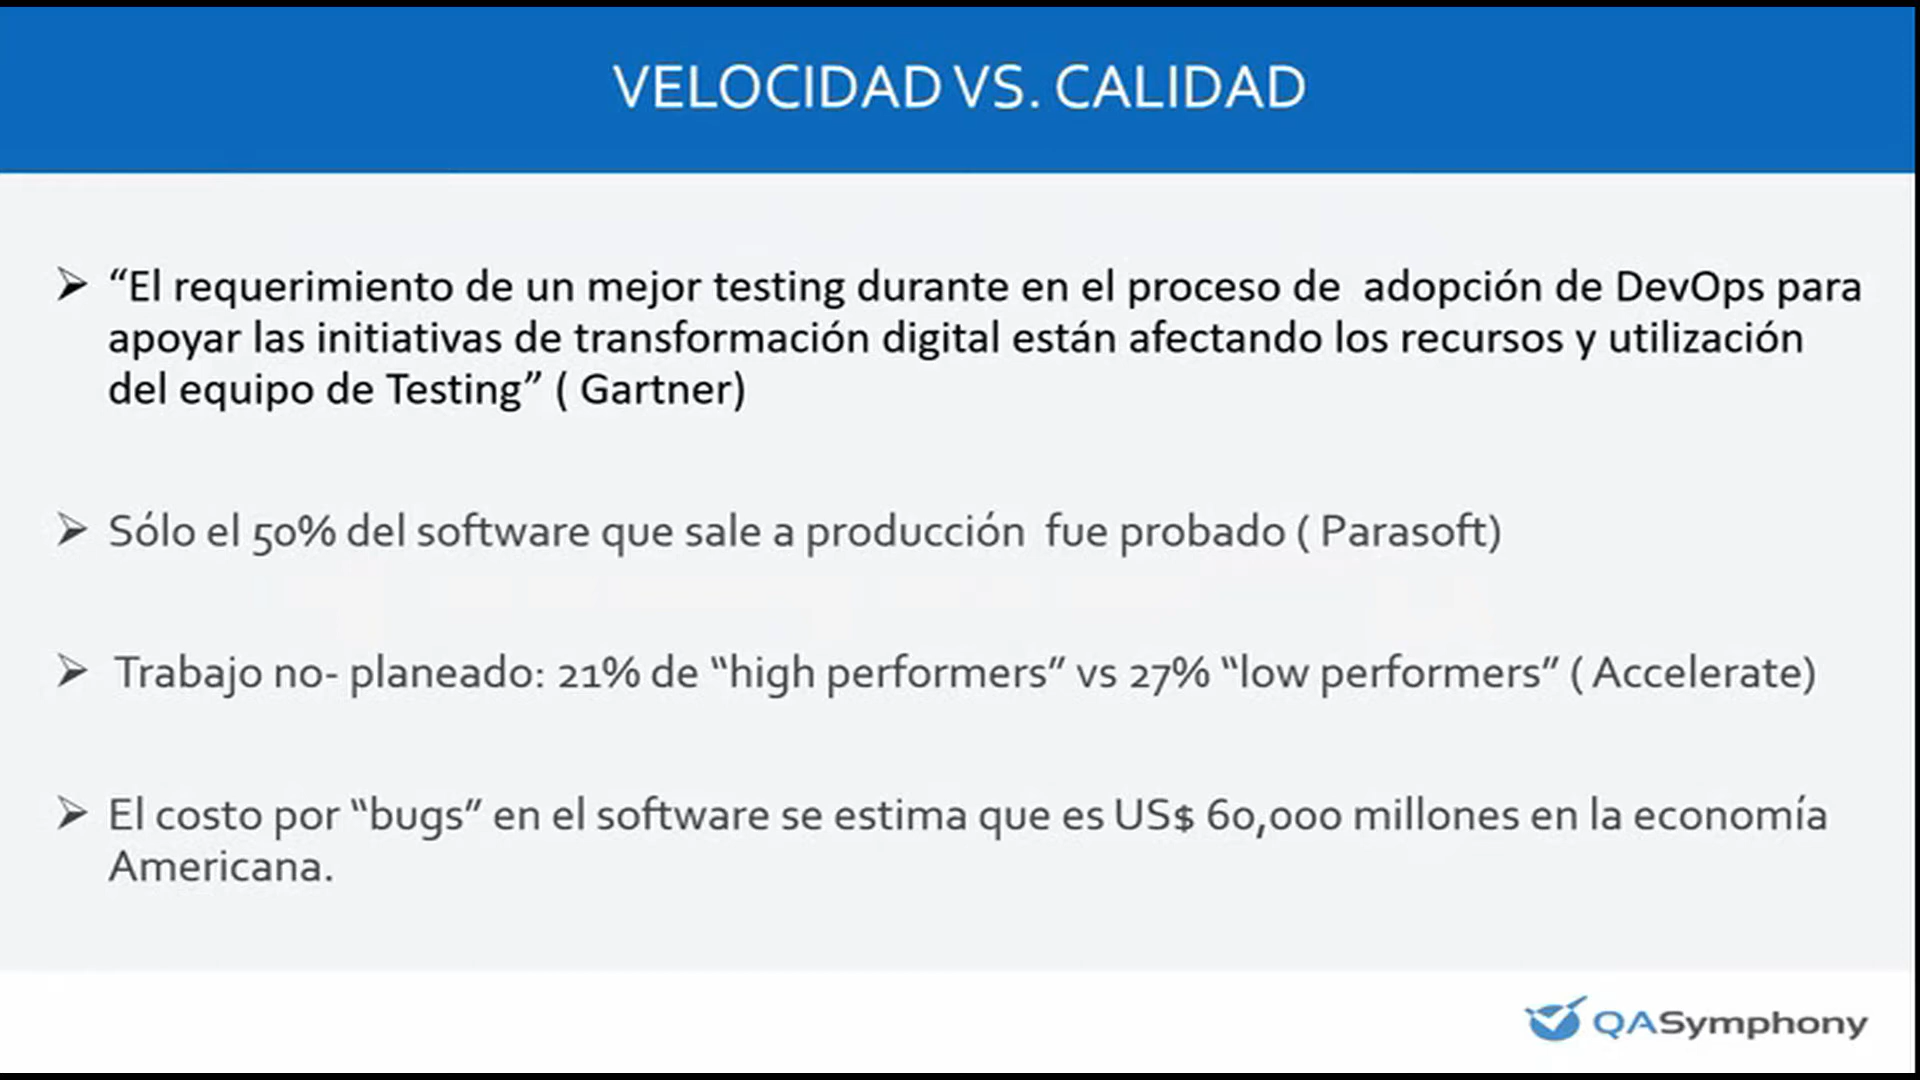 VELOCIDAD VS. CALIDAD
“El requerimiento de un mejor testing durante en el proceso de adopción de DevOps para
apoyar las initiativas de transformación digital están afectando los recursos y utilización
del equipo de Testing” ( Gartner)
Sólo el 50% del software que sale a producción fue probado ( Parasoft)
Trabajo no- planeado: 21% de “high performers” vs 27% “low performers” ( Accelerate)
El costo por “bugs” en el software se estima que es US$ 60,000 millones en la economía
Americana.
QASymphony